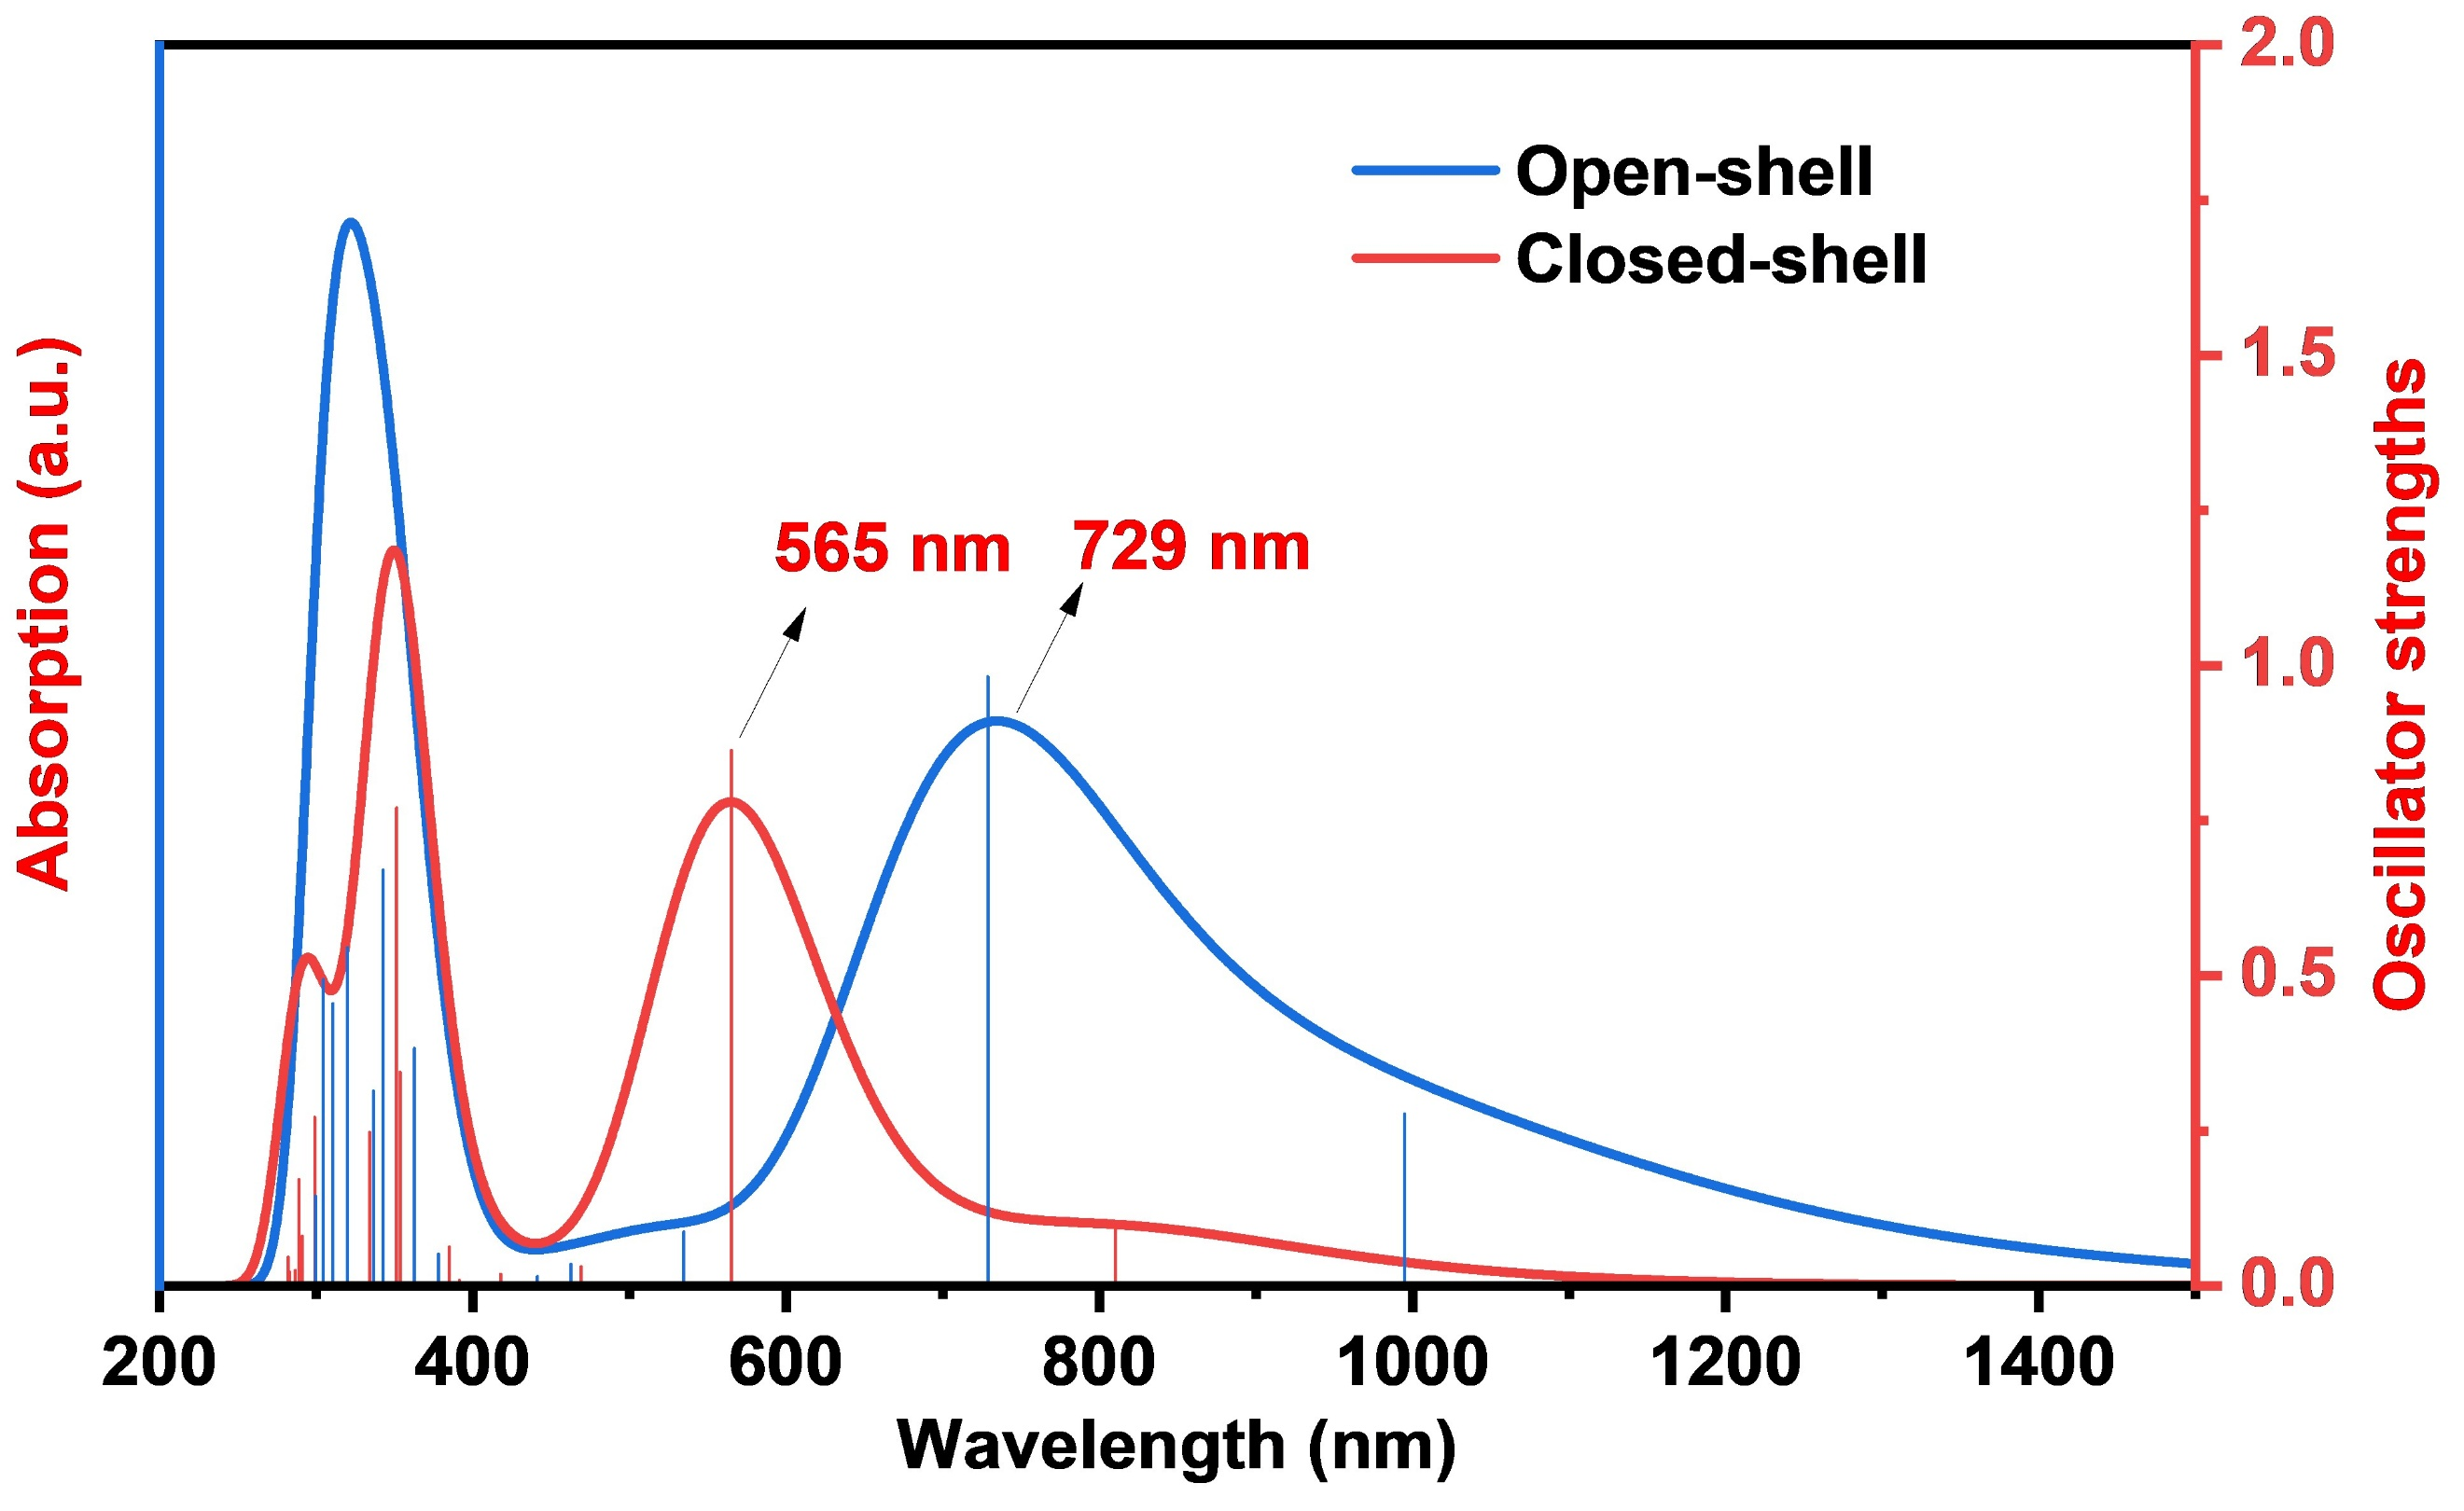 Open-shell
Closed-shell
565 nm
729 nm
Absorption (a.u.)
Oscillator strengths
2.0
1.5
1.0
0.5
0.0
200 400 600 800 1000 1200 1400
Wavelength (nm)